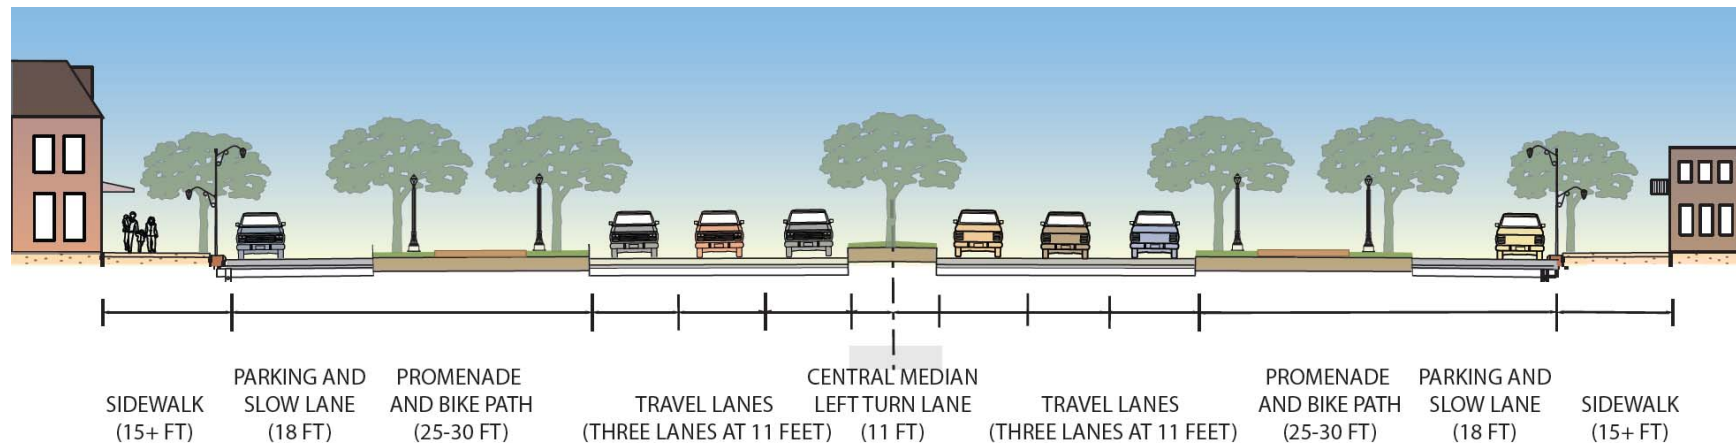 SIDEWALK
(15+ FT)
PARKING AND
SLOW LANE
(18 FT)
PROMENADE
AND BIKE PATH
(25-30 FT)
TRAVEL LANES
(THREE LANES AT 11 FEET)
CENTRAL MEDIAN
LEFT TURN LANE
(11 FT)
TRAVEL LANES
(THREE LANES AT 11 FEET)
PROMENADE
AND BIKE PATH
(25-30 FT)
PARKING AND
SLOW LANE
(18 FT)
SIDEWALK
(15+ FT)